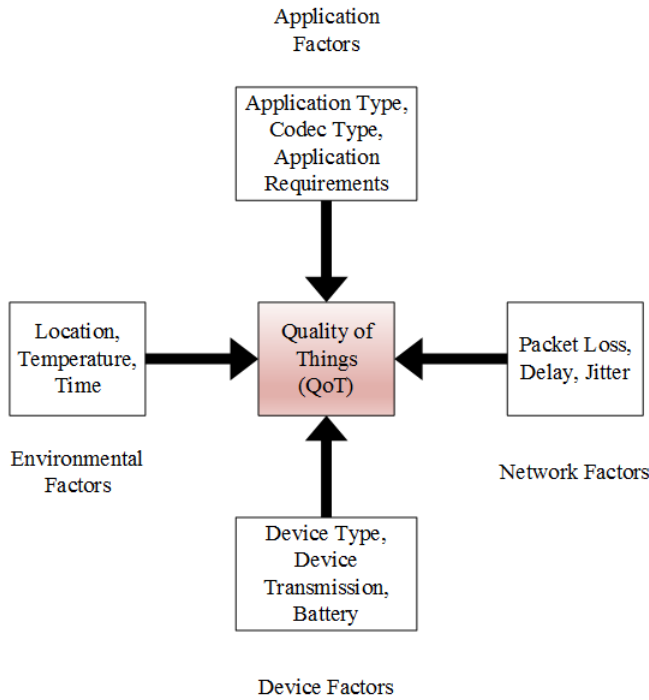 Application
Factors
Application Type,
Codec Type,
Application
Requirements
Location,
Temperature,
Time
Quality of
Things
(QoT)
Packet Loss,
Delay, Jitter
Environmental
Factors
Network Factors
Device Type,
Device
Transmission,
Battery
Device Factors